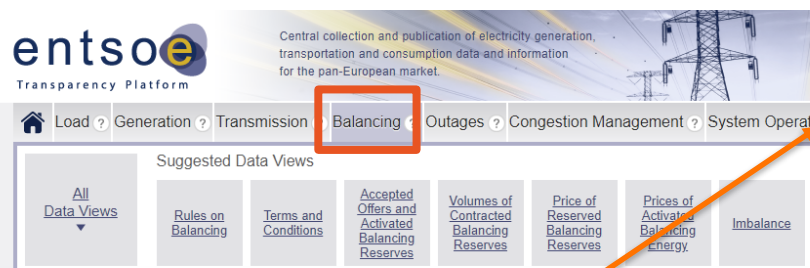 entsoe
Transparency Platform
Central collection and publication of electricity generation,
transportation and consumption data and information
for the pan-European market.
Load ? Generation ? Transmission ? Balancing ? Outages ? Congestion Management ? System Operat
Suggested Data Views
All
Data Views
Rules on
Balancing
Terms and
Conditions
Accepted
Offers and
Activated
Balancing
Reserves
Volumes of
Contracted
Balancing
Reserves
Price of
Reserved
Balancing
Reserves
Prices of
Activated
Balancing
Energy
Imbalance